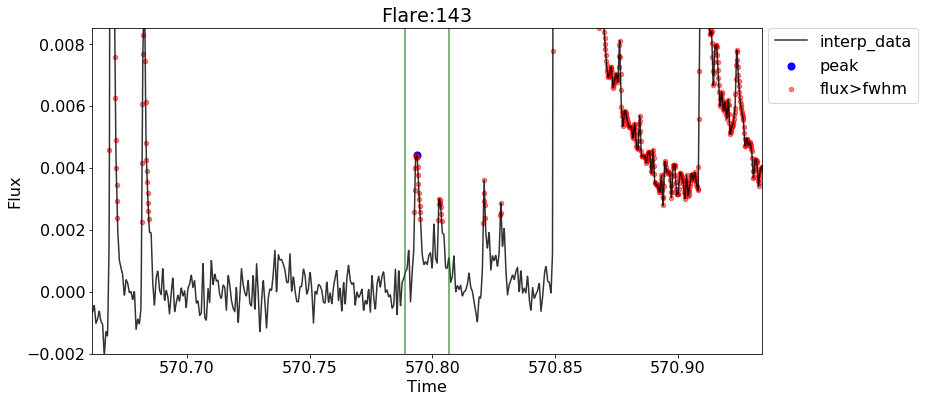 Flare:143
interp_data
peak
flux>fwhm
Flux
0.008
0.006
0.004
0.002
0.000
−0.002
570.70
570.75
570.80
570.85
570.90
Time